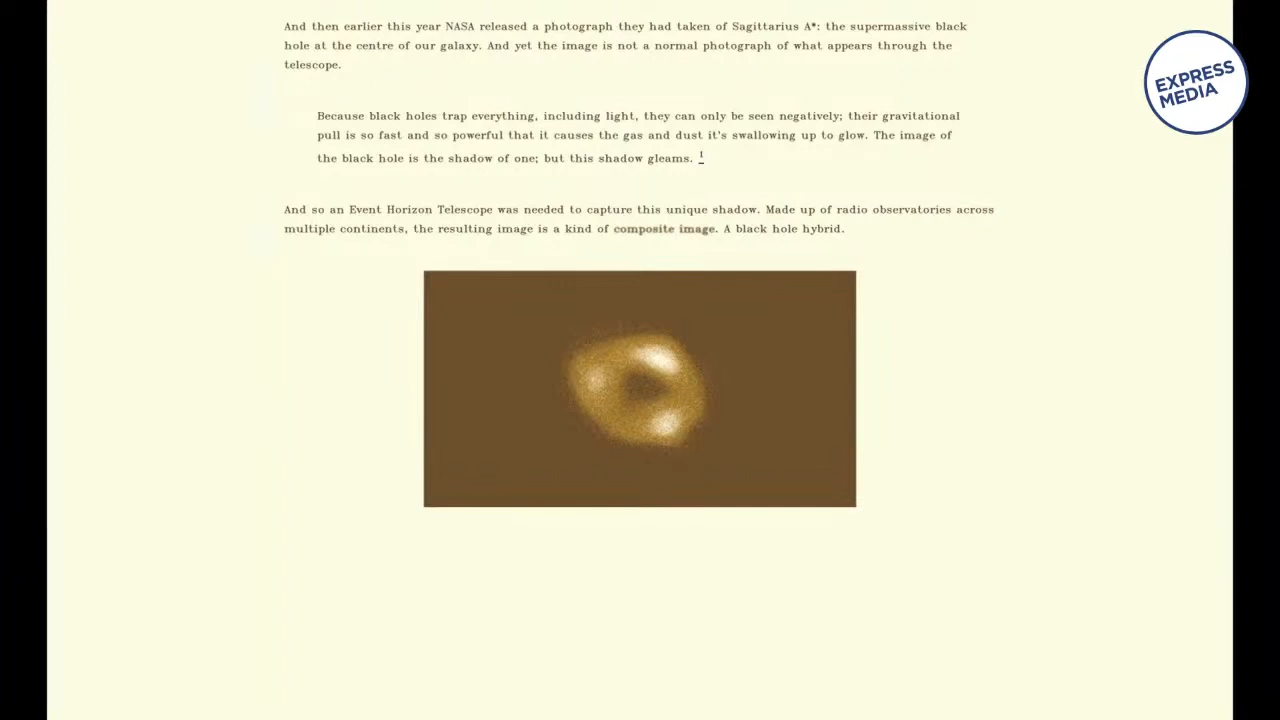 And then earlier this year NASA released a photograph they had taken of Sagittarius A*: the supermassive black
hole at the centre of our galaxy. And yet the image is not a normal photograph of what appears through the
telescope.
Because black holes trap everything, including light, they can only be seen negatively; their gravitational
pull is so fast and so powerful that it causes the gas and dust it's swallowing up to glow. The image of
the black hole is the shadow of one; but this shadow gleams. 1
And so an Event Horizon Telescope was needed to capture this unique shadow. Made up of radio observatories across
multiple continents, the resulting image is a kind of composite image. A black hole hybrid.
EXPRESS
MEDIA